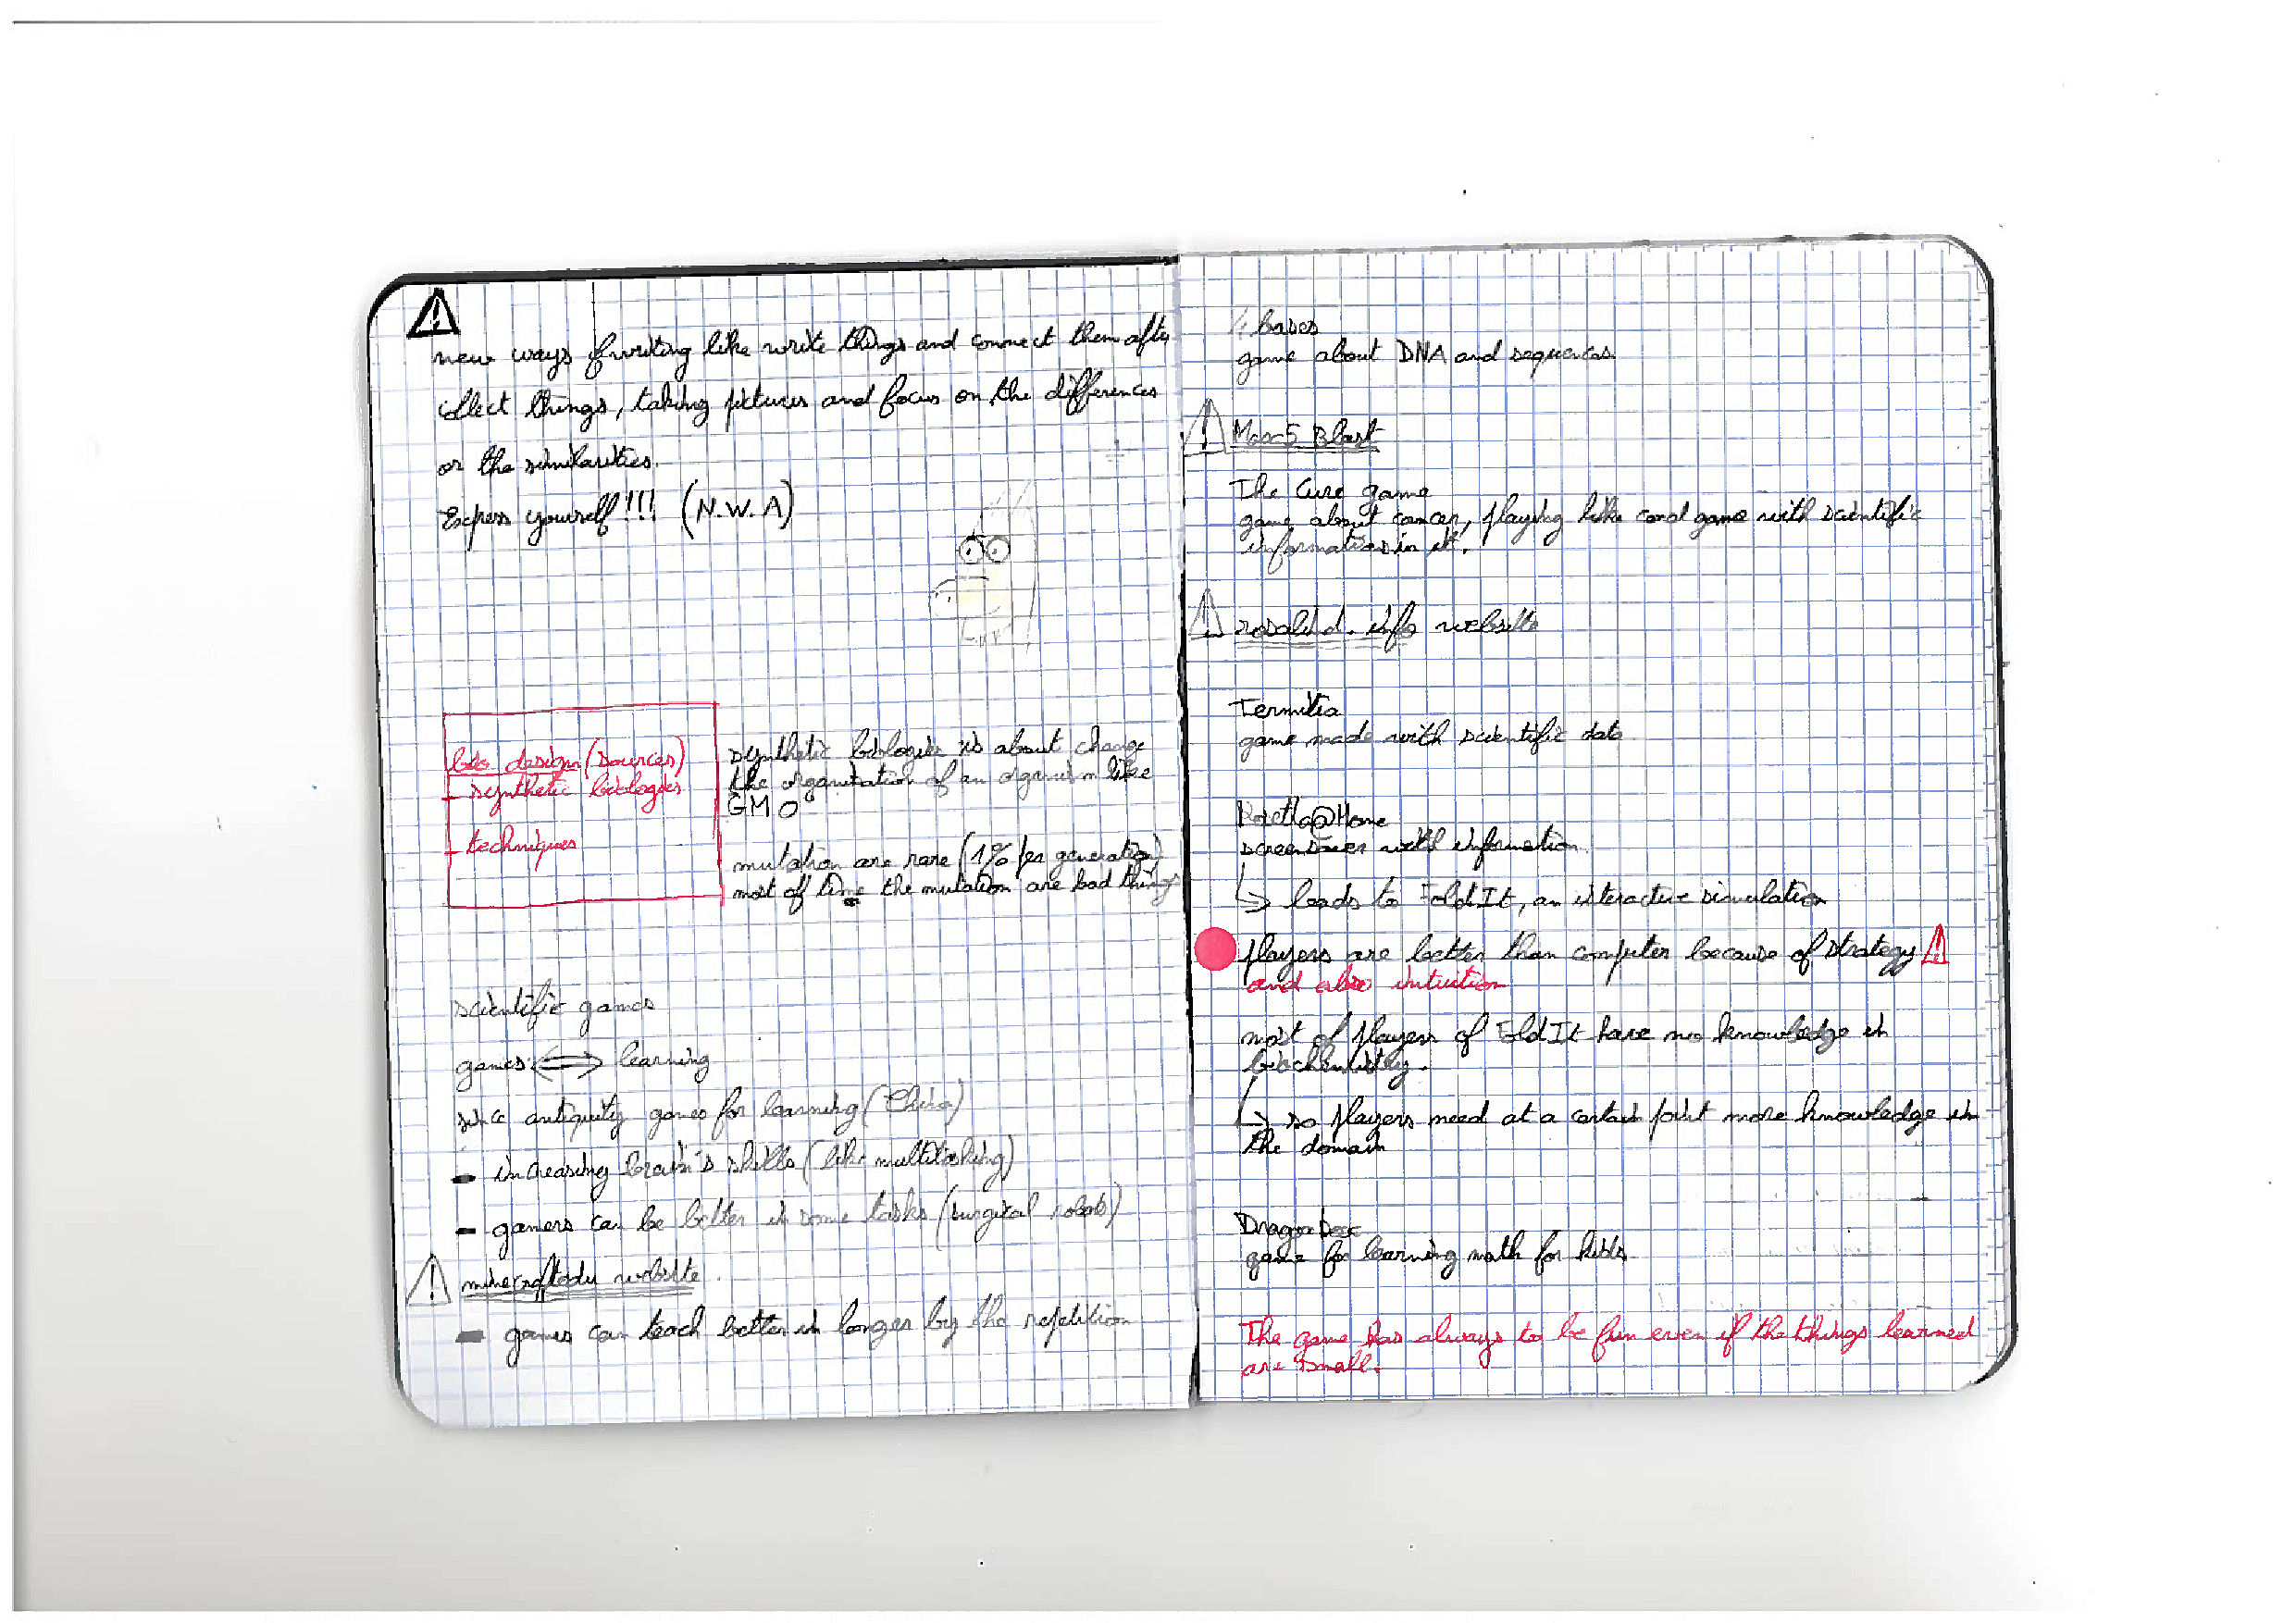 new ways of writing like write things and connect them after
collect things, taking pictures and focus on the differences
or the similarities.
Express yourself!!! (N.W.A)
bio design (sources)
- synthetic biologies
- techniques
synthetic biologies is about change
the organisation of an organism like
GMO
mutation are rare (1% per generation)
most of time the mutation are bad things
scientific games
games ⟺ learning
since antiquity games for learning (China)
- increasing brain's skills (like multitasking)
- gamers can be better in some tasks (surgical robots)
minecraftedu website.
- games can teach better in longer by the repetition
4 bases
game about DNA and sequences
Max-5 Blast
The Cure game
game about cancer, playing like card game with scientific
informations in it.
rosalind.info website
Termitia
game made with scientific data
Rosetta@Home
screensaver with information
↳ leads to FoldIt, an interactive simulation
players are better than computer because of strategy
and also intuition
most of players of FoldIt have no knowledge in
biochemistry.
↳ so players need at a certain point more knowledge in
the domain
DragonBox
game for learning math for kids
The game has always to be fun even if the things learned
are small.